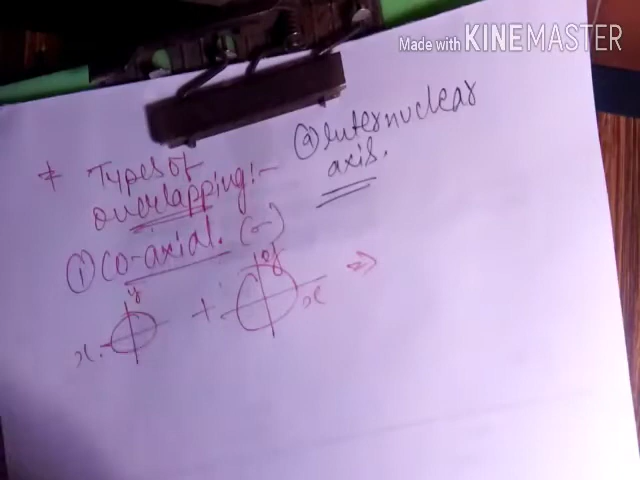 Made with KINEMASTER
* Types of
overlapping:-
@ Internuclear
axis.
① Co-axial. (σ)
y y
x + x ⇒